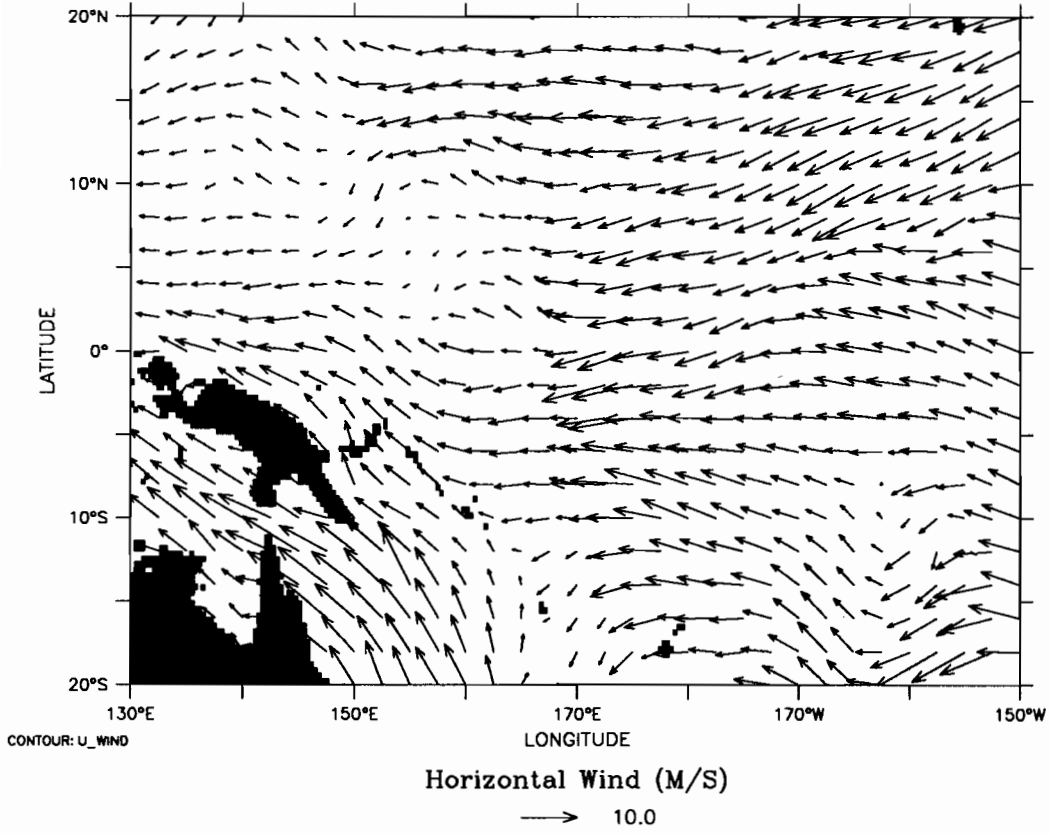 20°N
10°N
0°
10°S
20°S
LATITUDE
130°E 150°E 170°E 170°W 150°W
CONTOUR: U_WIND
LONGITUDE
Horizontal Wind (M/S)
10.0